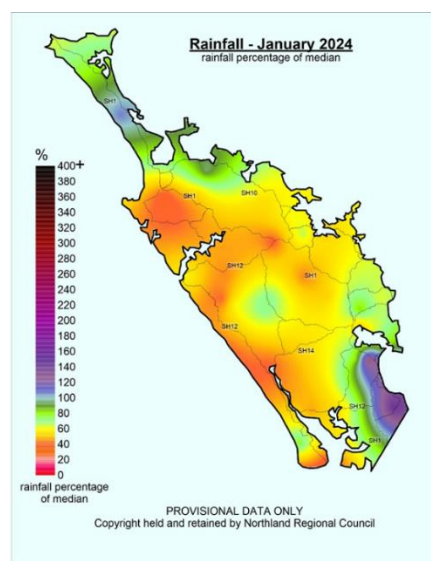 Rainfall - January 2024
rainfall percentage of median
SH1
%
400+
380
360
340
320
300
280
260
240
220
200
180
160
140
120
100
80
60
40
20
0
rainfall percentage
of median
SH1
SH10
SH12
SH1
SH12
SH14
SH12
SH1
PROVISIONAL DATA ONLY
Copyright held and retained by Northland Regional Council